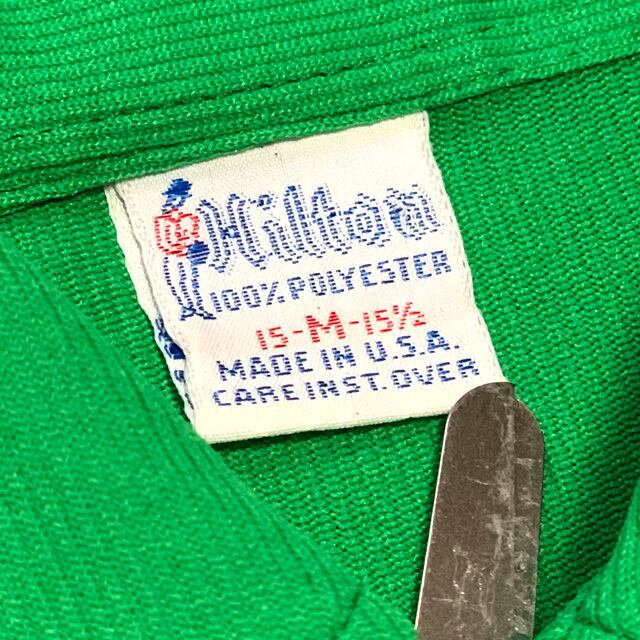 Hilton
100% POLYESTER
15-M-15½
MADE IN U.S.A.
CARE INST. OVER